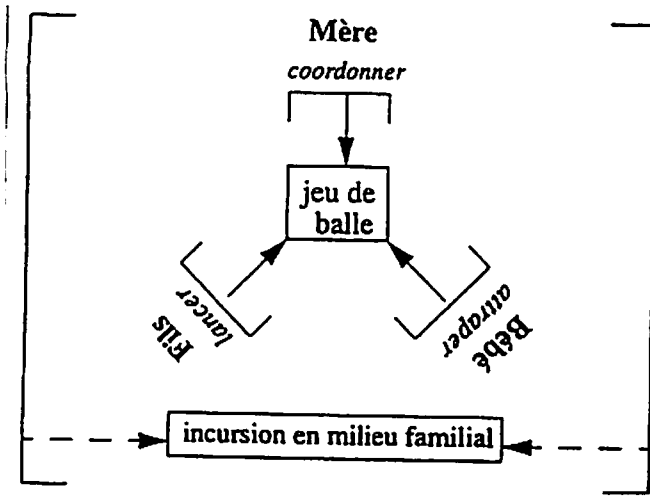 Mère
coordonner
jeu de
balle
Fils
lancer
attraper
Bébé
incursion en milieu familial